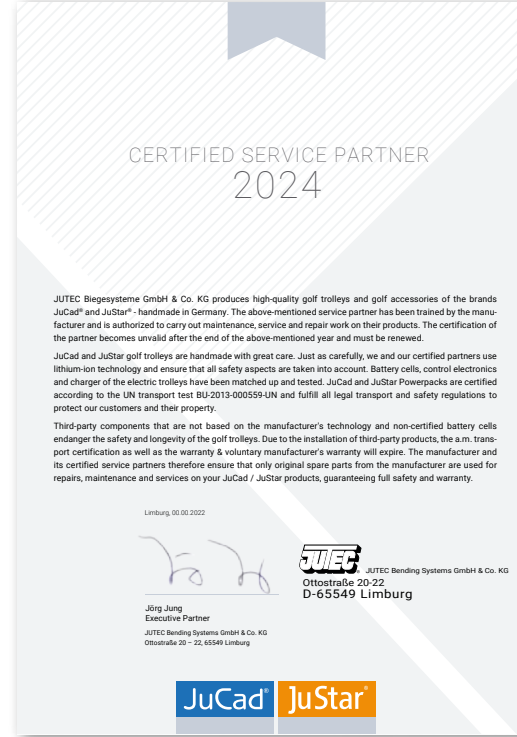 CERTIFIED SERVICE PARTNER
2024
JUTEC Biegesysteme GmbH & Co. KG produces high-quality golf trolleys and golf accessories of the brands
JuCad® and JuStar® - handmade in Germany. The above-mentioned service partner has been trained by the manu-
facturer and is authorized to carry out maintenance, service and repair work on their products. The certification of
the partner becomes unvalid after the end of the above-mentioned year and must be renewed.
JuCad and JuStar golf trolleys are handmade with great care. Just as carefully, we and our certified partners use
lithium-ion technology and ensure that all safety aspects are taken into account. Battery cells, control electronics
and charger of the electric trolleys have been matched up and tested. JuCad and JuStar Powerpacks are certified
according to the UN transport test BU-2013-000559-UN and fulfill all legal transport and safety regulations to
protect our customers and their property.
Third-party components that are not based on the manufacturer's technology and non-certified battery cells
endanger the safety and longevity of the golf trolleys. Due to the installation of third-party products, the a.m. trans-
port certification as well as the warranty & voluntary manufacturer's warranty will expire. The manufacturer and
its certified service partners therefore ensure that only original spare parts from the manufacturer are used for
repairs, maintenance and services on your JuCad / JuStar products, guaranteeing full safety and warranty.
Limburg, 00.00.2022
JUTEC® JUTEC Bending Systems GmbH & Co. KG
Ottostraße 20-22
D-65549 Limburg
Jörg Jung
Executive Partner
JUTEC Bending Systems GmbH & Co. KG
Ottostraße 20 – 22, 65549 Limburg
JuCad® JuStar®